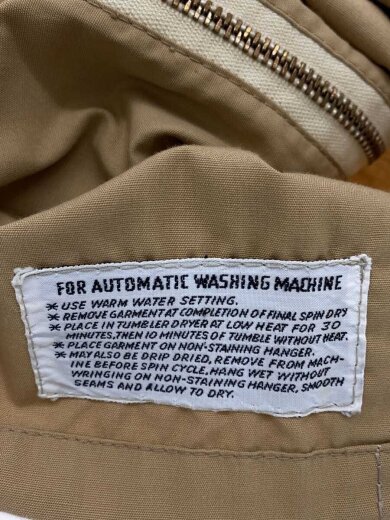 FOR AUTOMATIC WASHING MACHINE
* USE WARM WATER SETTING.
* REMOVE GARMENT AT COMPLETION OF FINAL SPIN DRY
* PLACE IN TUMBLER DRYER AT LOW HEAT FOR 30
MINUTES, THEN 10 MINUTES OF TUMBLE WITHOUT HEAT.
* PLACE GARMENT ON NON-STAINING HANGER.
* MAY ALSO BE DRIP DRIED, REMOVE FROM MACH-
INE BEFORE SPIN CYCLE. HANG WET WITHOUT
WRINGING ON NON-STAINING HANGER, SMOOTH
SEAMS AND ALLOW TO DRY.